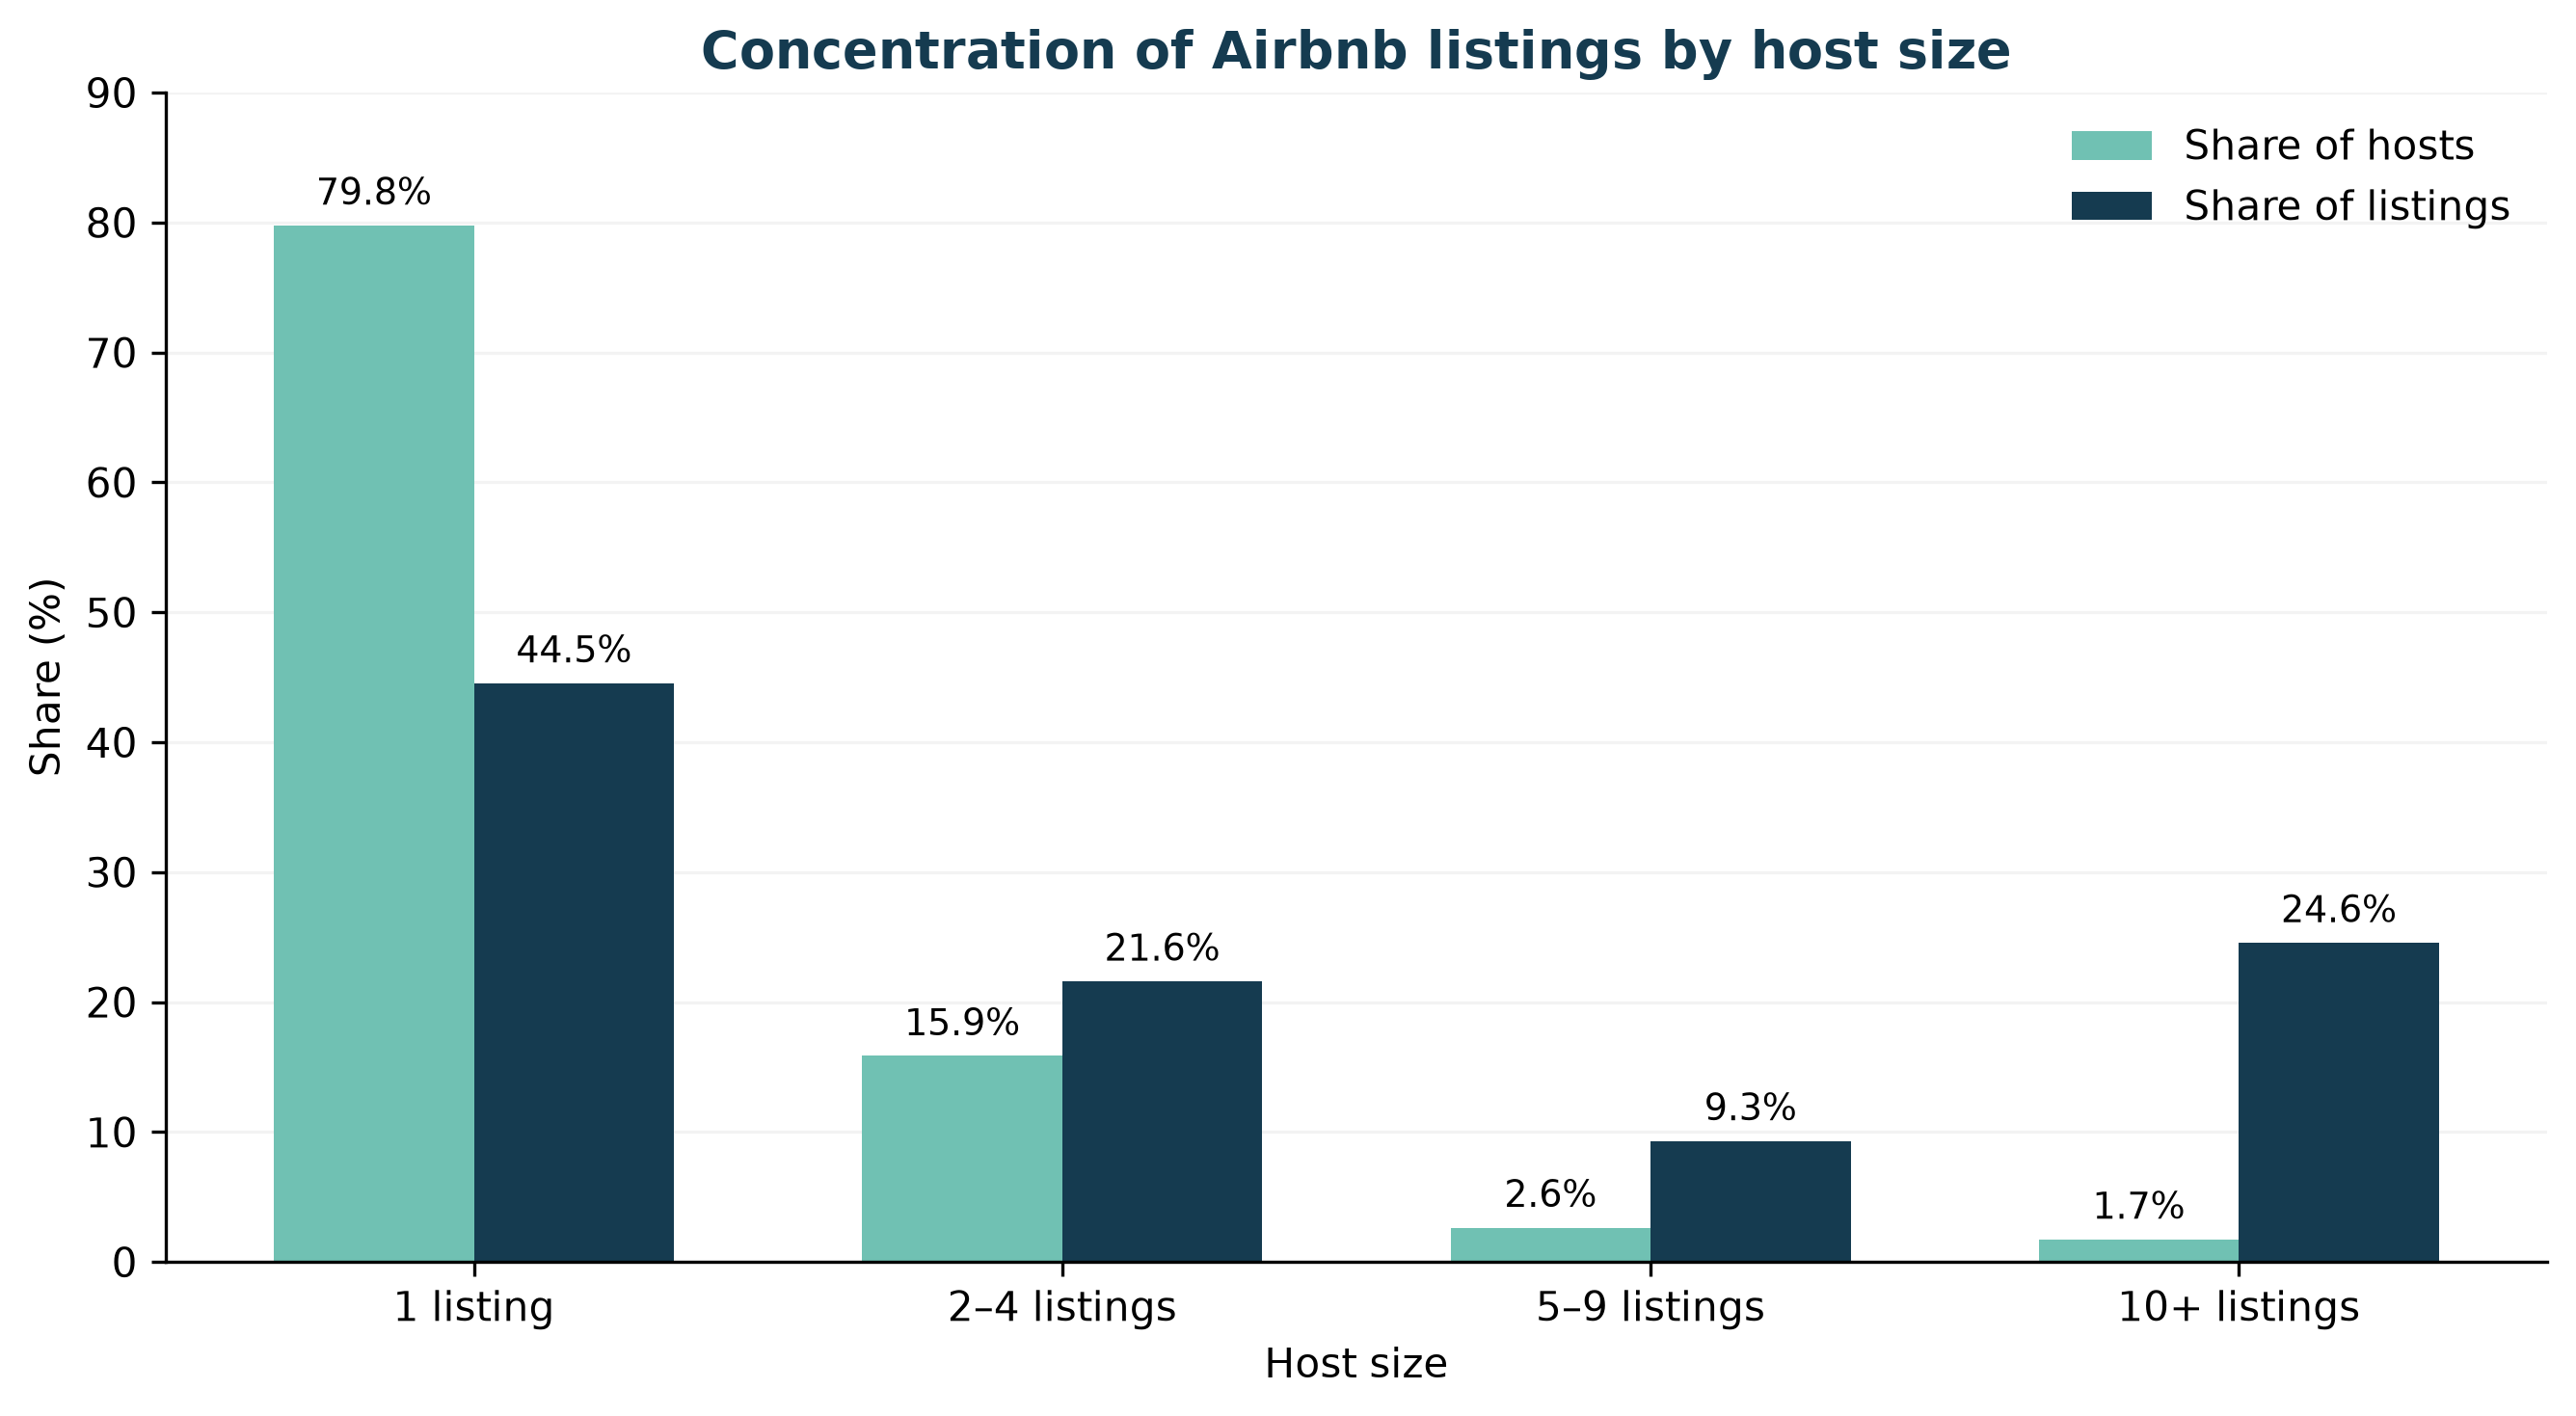 Concentration of Airbnb listings by host size
Share of hosts
Share of listings
Share (%)
90
80
70
60
50
40
30
20
10
0
79.8%
44.5%
15.9%
21.6%
2.6%
9.3%
1.7%
24.6%
1 listing
2–4 listings
5–9 listings
10+ listings
Host size